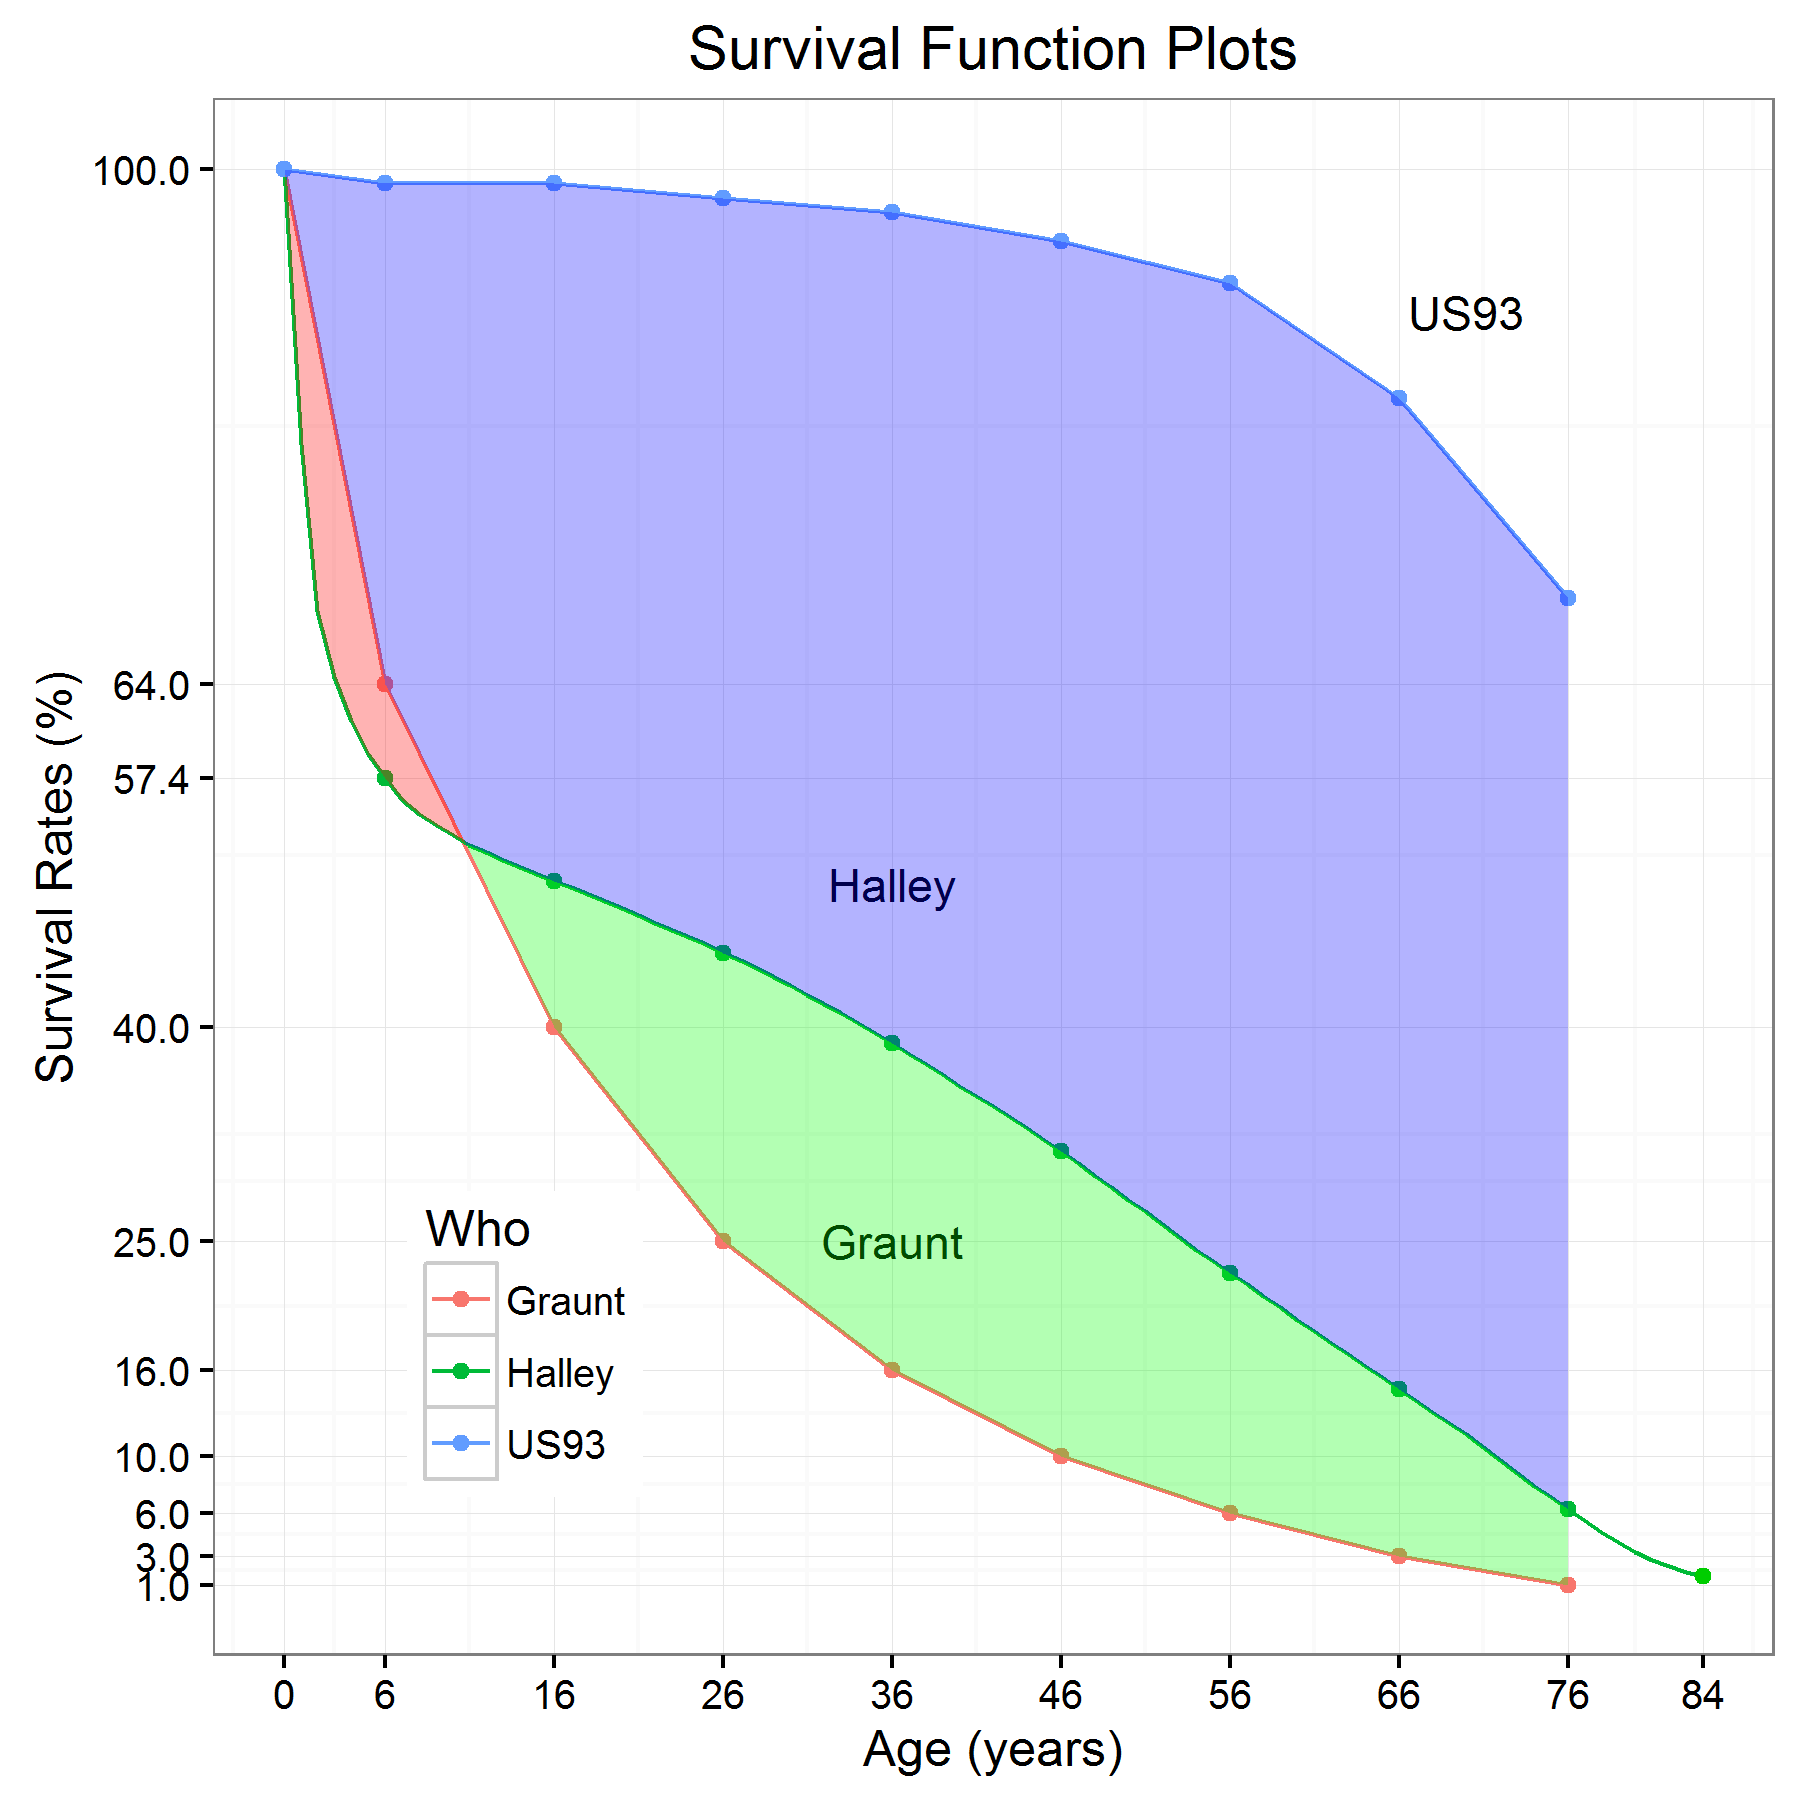 Survival Function Plots
100.0
64.0
57.4
40.0
25.0
16.0
10.0
6.0
3.0
1.0
Survival Rates (%)
US93
Halley
Graunt
Who
Graunt
Halley
US93
0 6 16 26 36 46 56 66 76 84
Age (years)